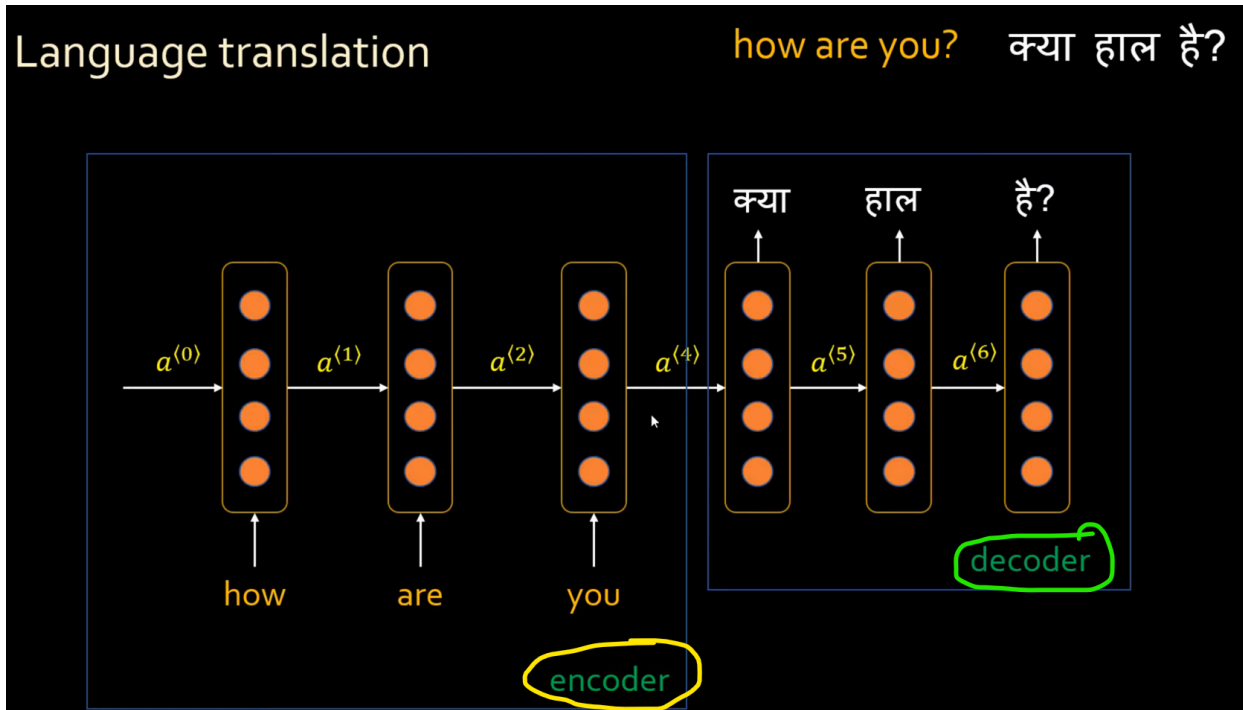 Language translation
how are you? क्या हाल है?
क्या हाल है?
a⟨0⟩ a⟨1⟩ a⟨2⟩ a⟨4⟩ a⟨5⟩ a⟨6⟩
decoder
how are you
encoder